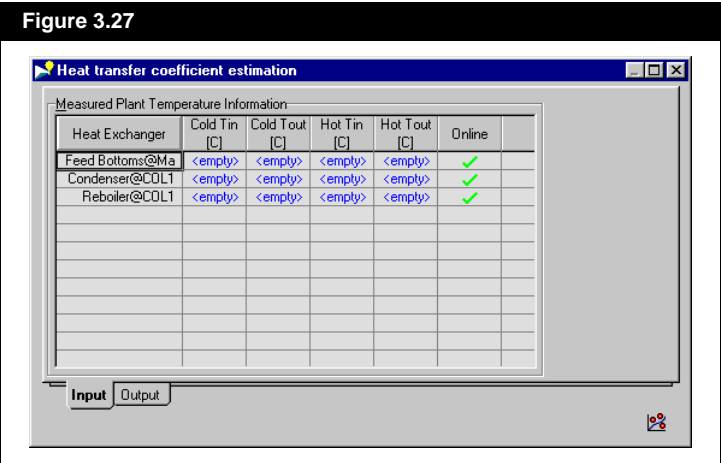 Figure 3.27
Heat transfer coefficient estimation
Measured Plant Temperature Information
Heat Exchanger Cold Tin [C] Cold Tout [C] Hot Tin [C] Hot Tout [C] Online
Feed Bottoms@Ma <empty> <empty> <empty> <empty>
Condenser@COL1 <empty> <empty> <empty> <empty>
Reboiler@COL1 <empty> <empty> <empty> <empty>
Input Output